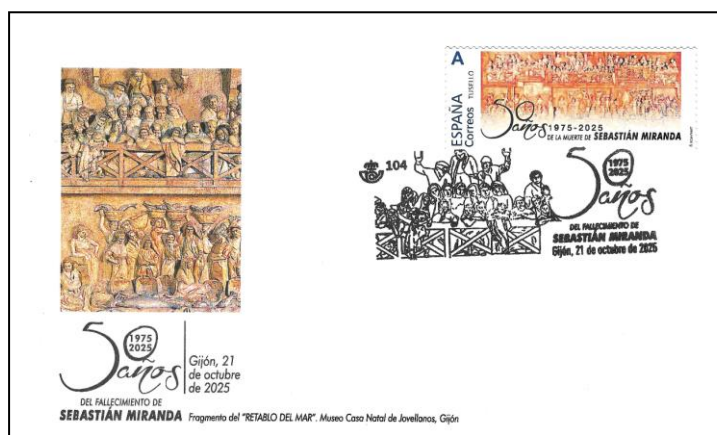 A
ESPAÑA
Correos
TUSELLO
50 años 1975-2025
DE LA MUERTE DE SEBASTIÁN MIRANDA
104
50 años
1975
2025
DEL FALLECIMIENTO DE
SEBASTIÁN MIRANDA
Gijón, 21 de octubre de 2025
50 años
1975
2025
Gijón, 21
de octubre
de 2025
DEL FALLECIMIENTO DE
SEBASTIÁN MIRANDA Fragmento del "RETABLO DEL MAR". Museo Casa Natal de Jovellanos, Gijón